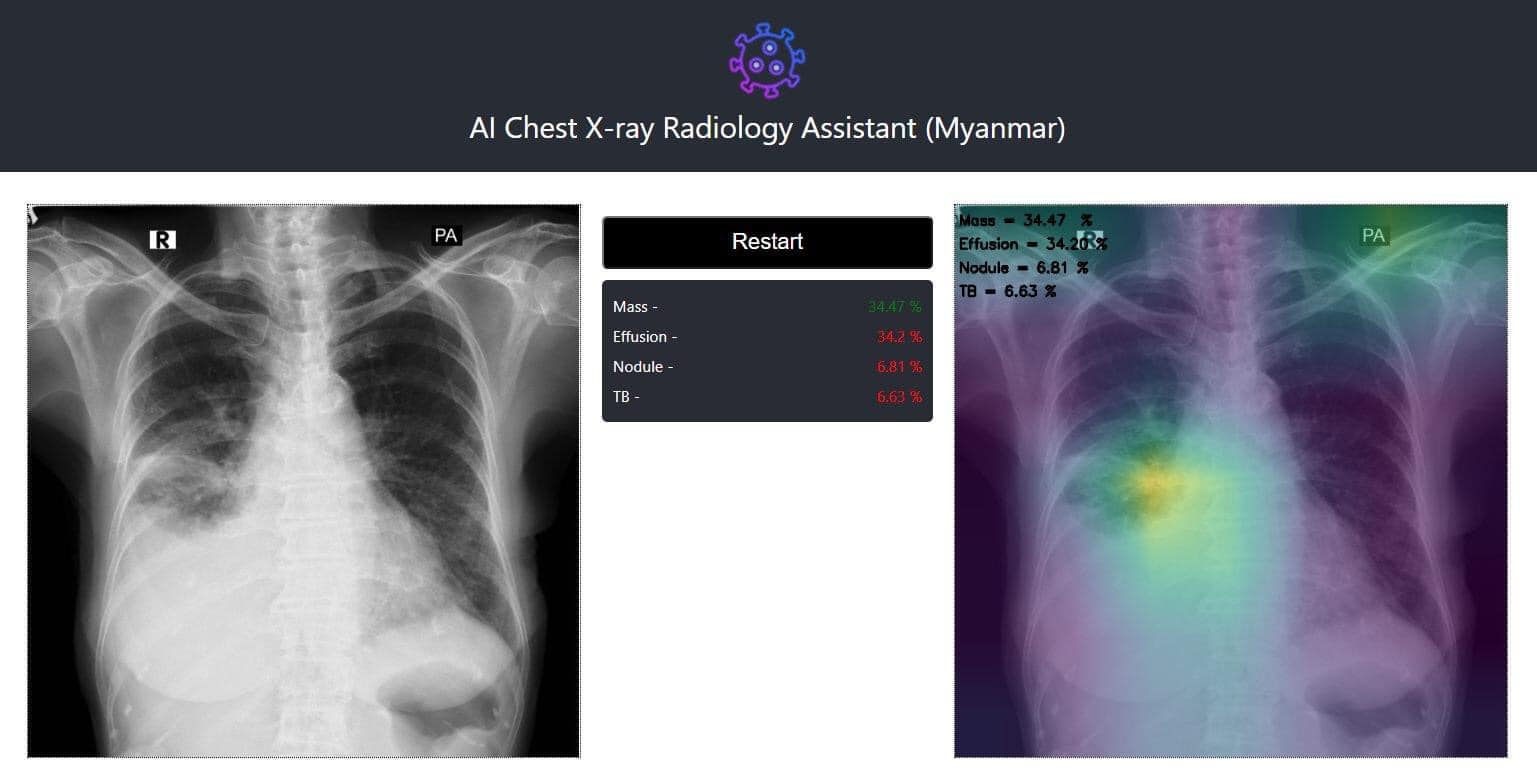 AI Chest X-ray Radiology Assistant (Myanmar)
R
PA
Restart
Mass - 34.47 %
Effusion - 34.2 %
Nodule - 6.81 %
TB - 6.63 %
Mass = 34.47 %
Effusion = 34.20 %
Nodule = 6.81 %
TB = 6.63 %
R
PA